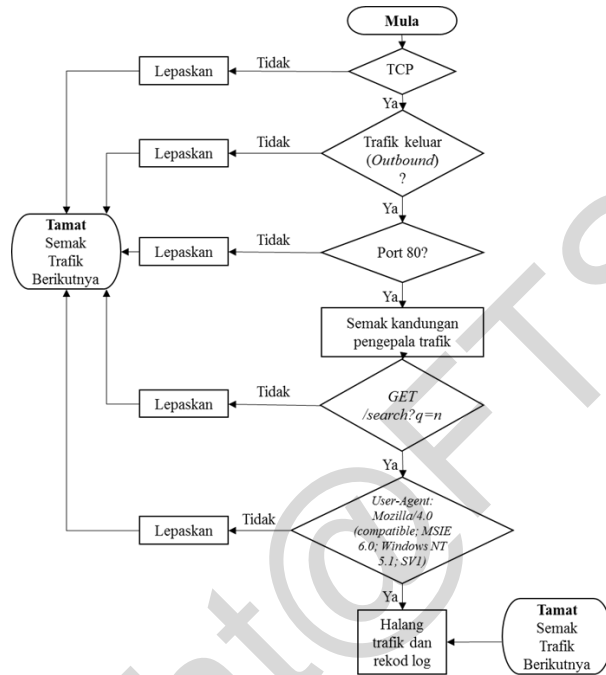 Mula
TCP
Tidak
Lepaskan
Ya
Trafik keluar
(Outbound)
?
Tidak
Lepaskan
Ya
Port 80?
Tidak
Lepaskan
Tamat
Semak
Trafik
Berikutnya
Ya
Semak kandungan
pengepala trafik
GET
/search?q=n
Tidak
Lepaskan
Ya
User-Agent:
Mozilla/4.0
(compatible; MSIE
6.0; Windows NT
5.1; SV1)
Tidak
Lepaskan
Ya
Halang
trafik dan
rekod log
Tamat
Semak
Trafik
Berikutnya
ht@FTS